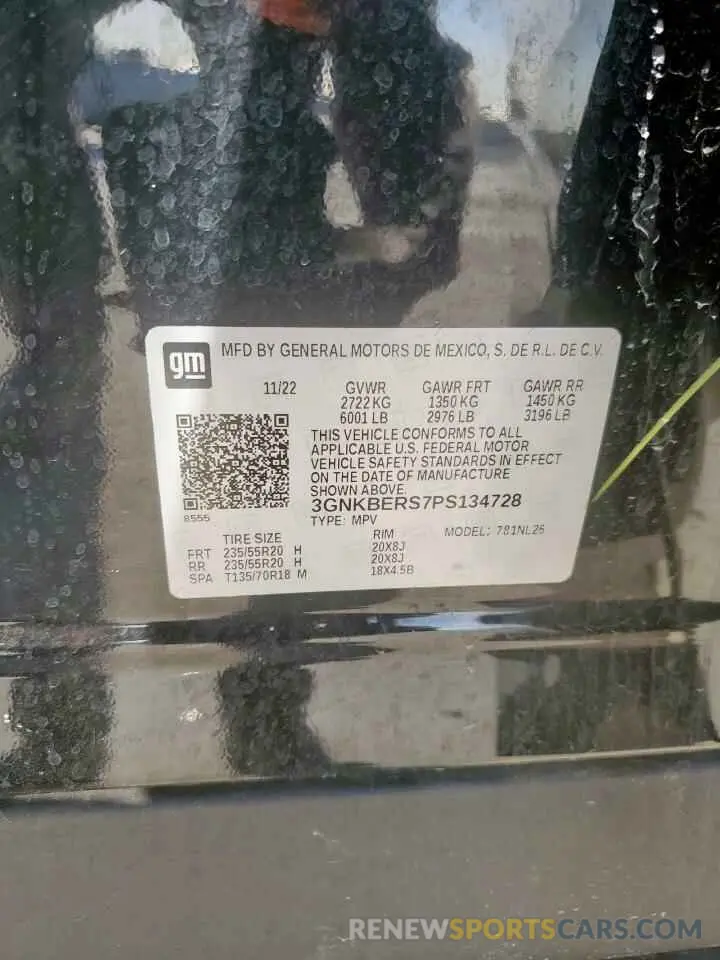 gm MFD BY GENERAL MOTORS DE MEXICO, S. DE R.L. DE C.V.
11/22 GVWR GAWR FRT GAWR RR
2722 KG 1350 KG 1450 KG
6001 LB 2976 LB 3196 LB
THIS VEHICLE CONFORMS TO ALL
APPLICABLE U.S. FEDERAL MOTOR
VEHICLE SAFETY STANDARDS IN EFFECT
ON THE DATE OF MANUFACTURE
SHOWN ABOVE.
3GNKBERS7PS134728
8555
TYPE: MPV MODEL: 781NL26
TIRE SIZE RIM
FRT 235/55R20 H 20X8J
RR 235/55R20 H 20X8J
SPA T135/70R18 M 18X4.5B
RENEWSPORTSCARS.COM